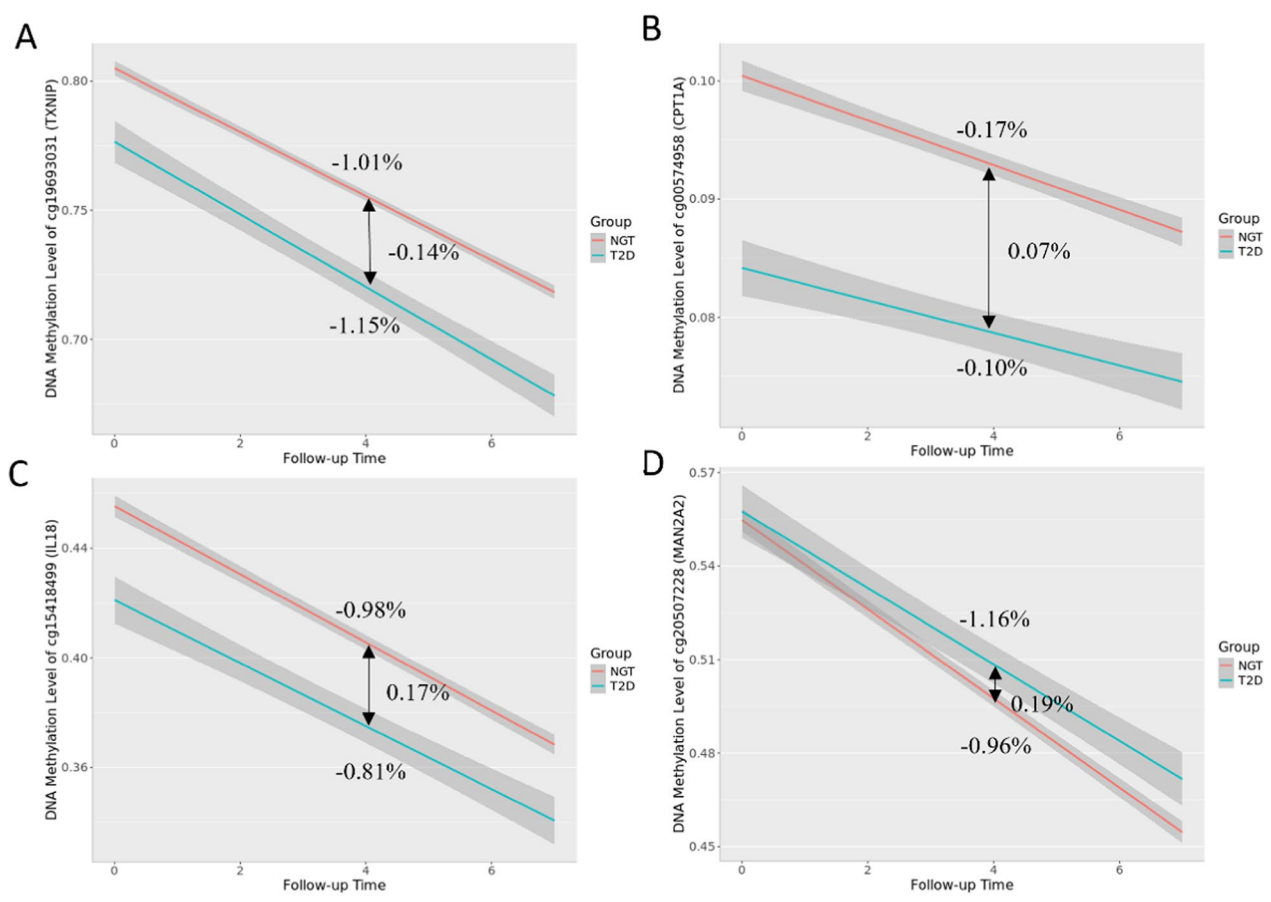 A
DNA Methylation Level of cg19693031 (TXNIP)
0.80
0.75
0.70
-1.01%
-0.14%
-1.15%
0
2
4
6
Follow-up Time
Group
NGT
T2D
B
DNA Methylation Level of cg00574958 (CPT1A)
0.10
0.09
0.08
-0.17%
0.07%
-0.10%
0
2
4
6
Follow-up Time
Group
NGT
T2D
C
DNA Methylation Level of cg15418499 (IL18)
0.44
0.40
0.36
-0.98%
0.17%
-0.81%
0
2
4
6
Follow-up Time
Group
NGT
T2D
D
DNA Methylation Level of cg20507228 (MAN2A2)
0.57
0.54
0.51
0.48
0.45
-1.16%
0.19%
-0.96%
0
2
4
6
Follow-up Time
Group
NGT
T2D